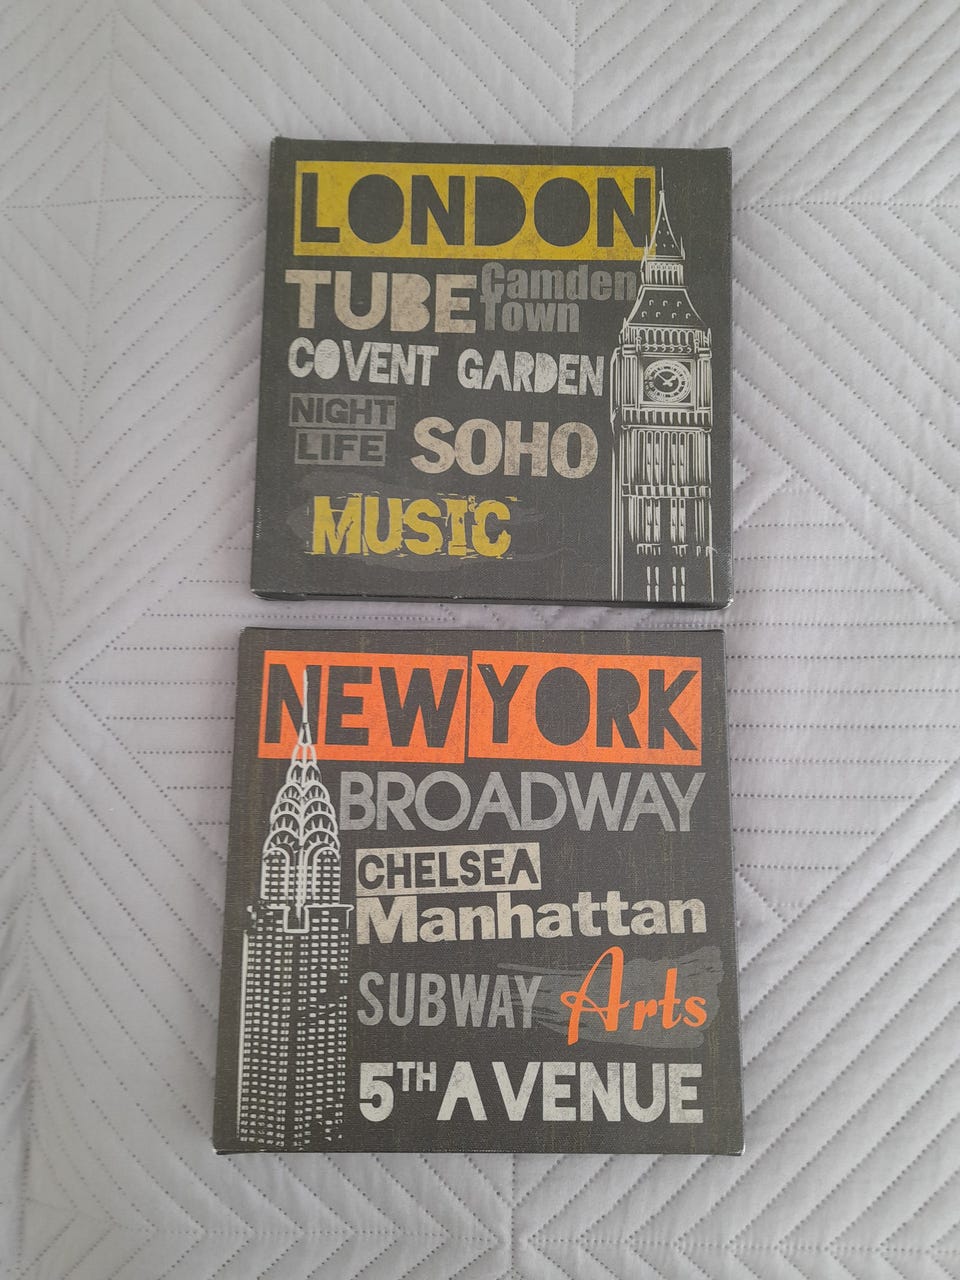 LONDON
TUBE Camden Town
COVENT GARDEN
NIGHT LIFE SOHO
MUSIC
NEW YORK
BROADWAY
CHELSEA
Manhattan
SUBWAY Arts
5TH AVENUE